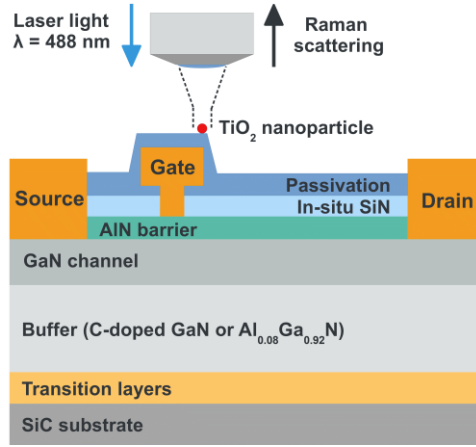 Laser light
λ = 488 nm
Raman
scattering
TiO₂ nanoparticle
Gate
Source
Passivation
Drain
In-situ SiN
AlN barrier
GaN channel
Buffer (C-doped GaN or Al₀.₀₈Ga₀.₉₂N)
Transition layers
SiC substrate